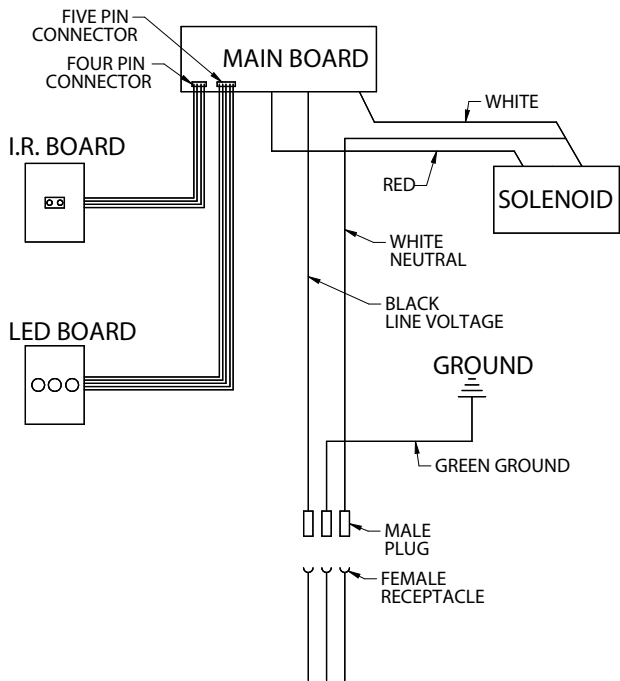 FIVE PIN
CONNECTOR
FOUR PIN
CONNECTOR
MAIN BOARD
WHITE
I.R. BOARD
RED
SOLENOID
WHITE
NEUTRAL
BLACK
LINE VOLTAGE
LED BOARD
GROUND
GREEN GROUND
MALE
PLUG
FEMALE
RECEPTACLE